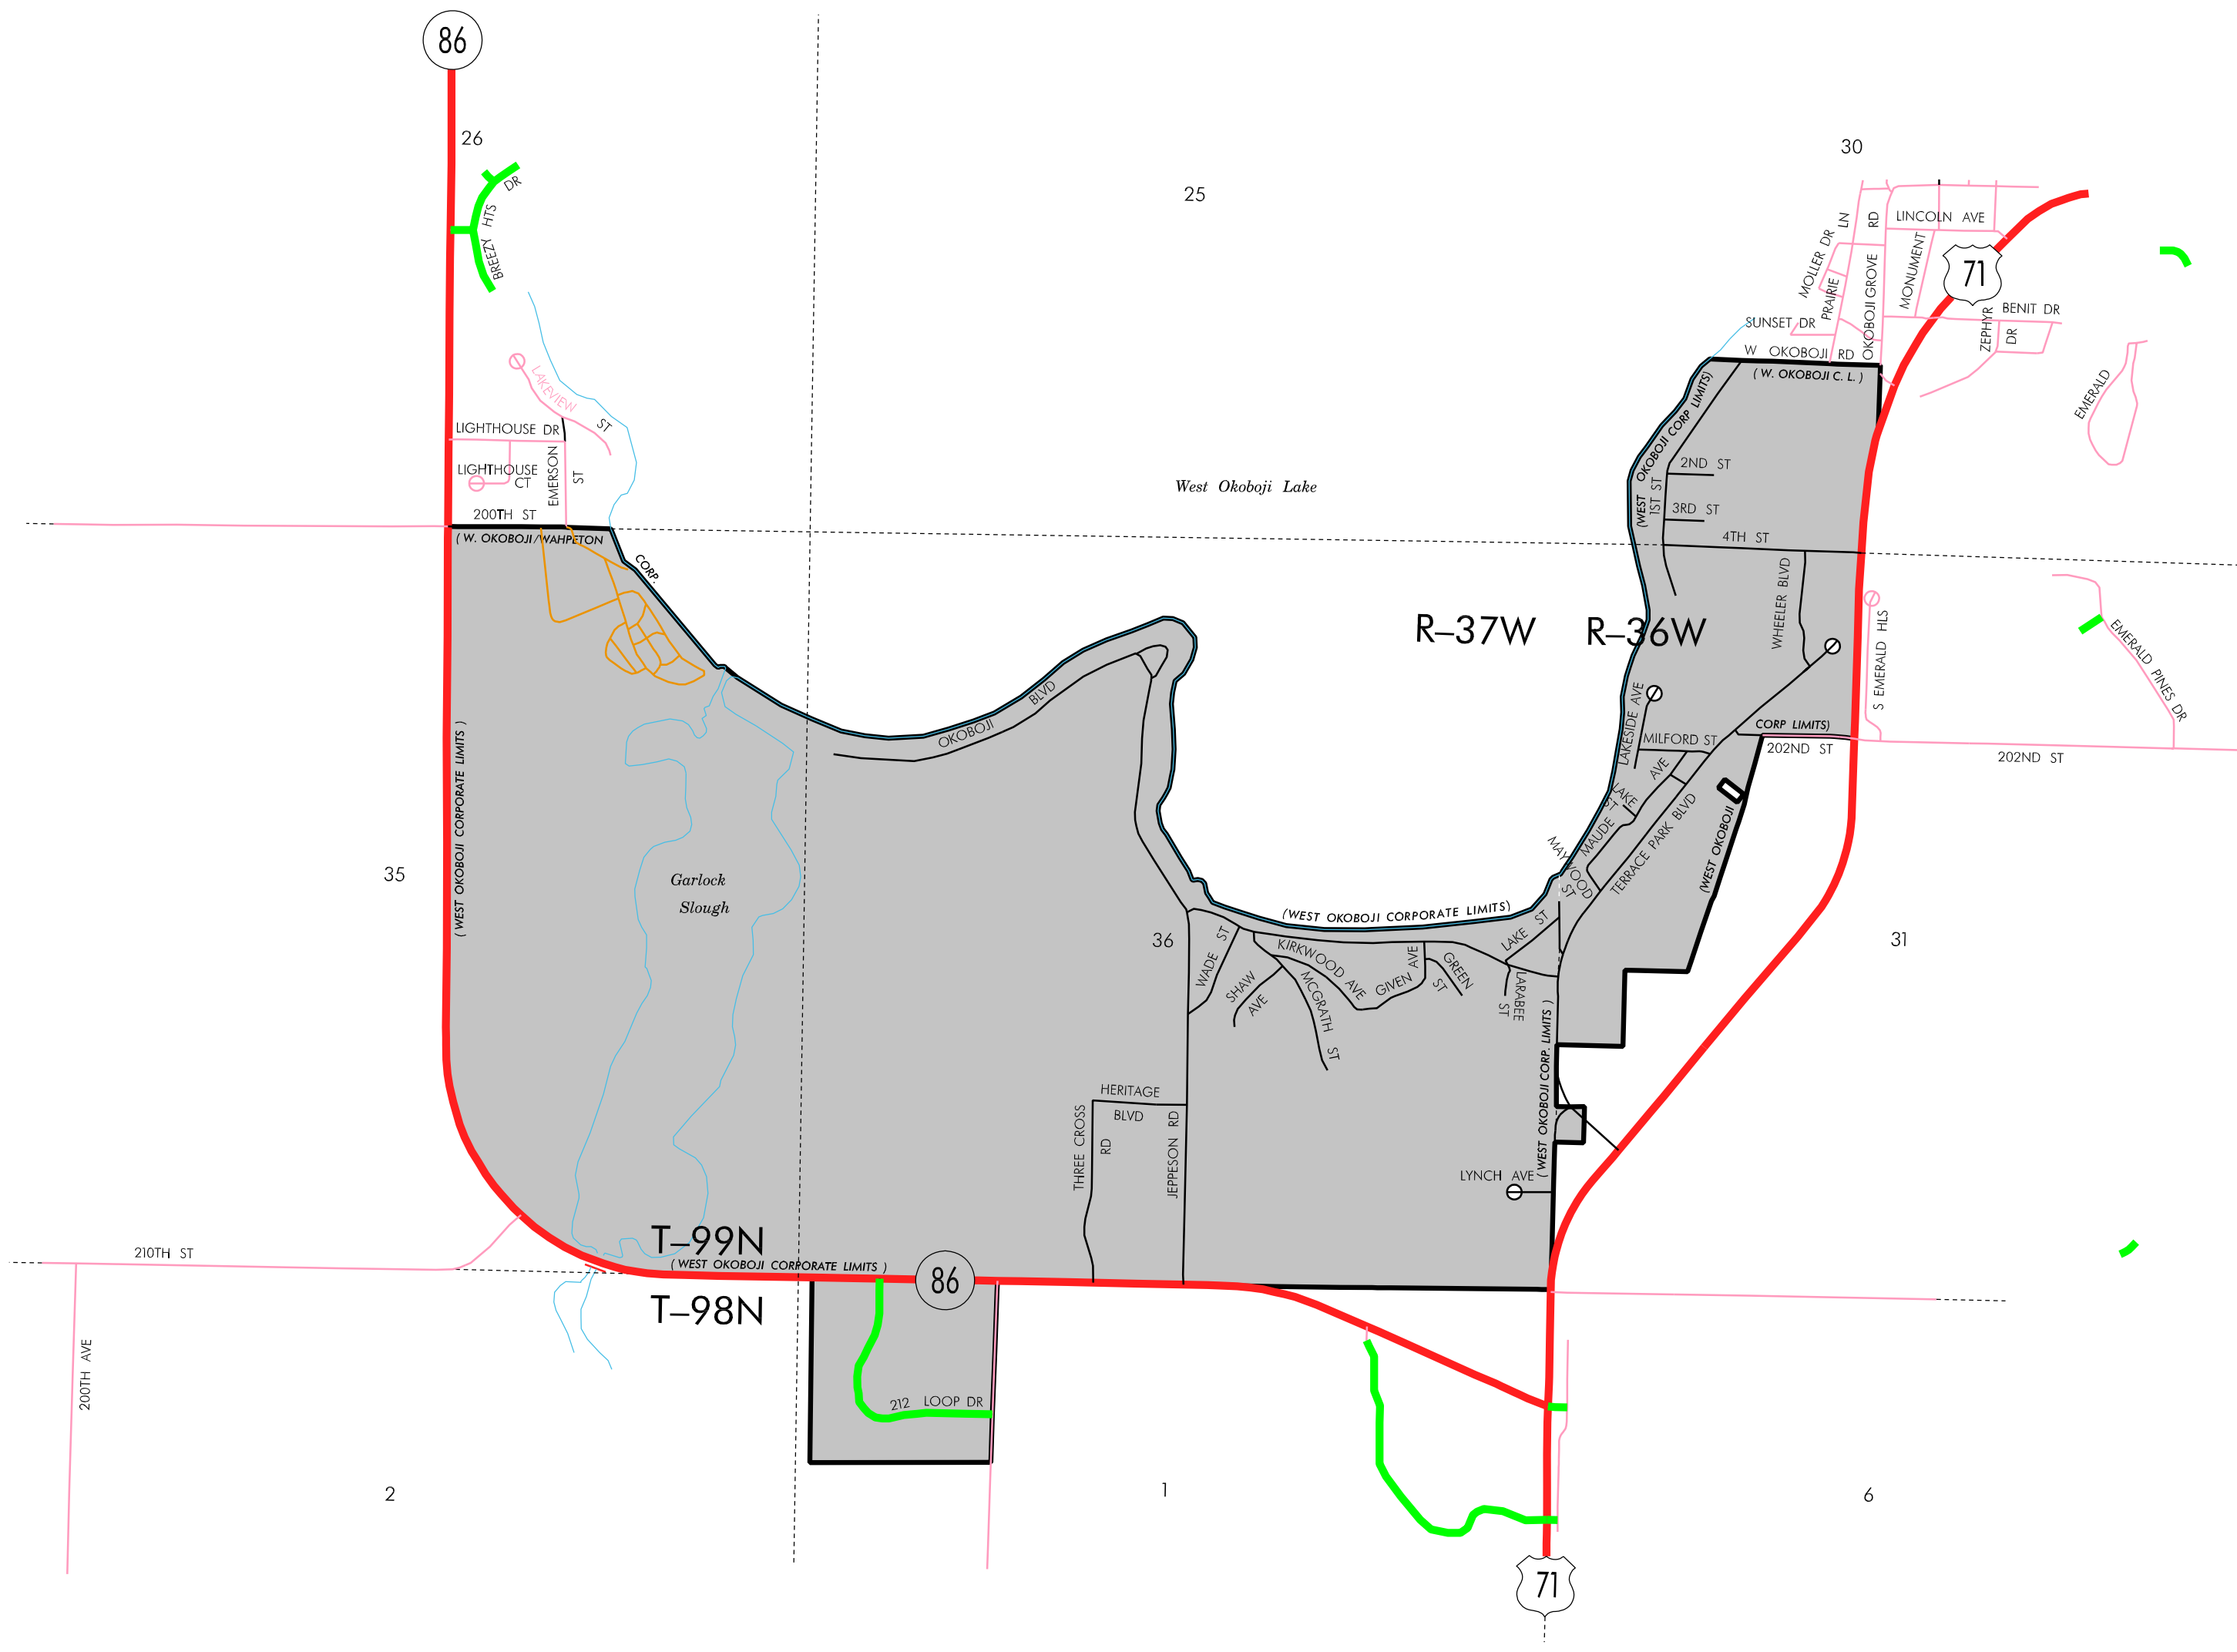 86
26
BREEZY HTS DR
25
30
LINCOLN AVE
MOLLER DR
PRAIRIE LN
OKOBOJI GROVE RD
MONUMENT
71
ZEPHYR DR
BENIT DR
SUNSET DR
W OKOBOJI RD
( W. OKOBOJI C. L. )
EMERALD
LAKEVIEW ST
LIGHTHOUSE DR
LIGHTHOUSE CT
EMERSON ST
200TH ST
( W. OKOBOJI/WAHPETON
CORP.
West Okoboji Lake
(WEST OKOBOJI CORP LIMITS)
1ST ST
2ND ST
3RD ST
4TH ST
WHEELER BLVD
R–37W
R–36W
S EMERALD HLS
EMERALD PINES DR
OKOBOJI BLVD
LAKESIDE AVE
MILFORD ST
CORP LIMITS)
202ND ST
202ND ST
(WEST OKOBOJI CORPORATE LIMITS )
LAKE ST
MAUDE AVE
MAYWOOD ST
TERRACE PARK BLVD
(WEST OKOBOJI
35
Garlock
Slough
36
31
(WEST OKOBOJI CORPORATE LIMITS)
WADE ST
SHAW AVE
KIRKWOOD AVE
MCGRATH ST
GIVEN AVE
GREEN ST
LAKE ST
LARABEE ST
( WEST OKOBOJI CORP. LIMITS )
HERITAGE
BLVD
THREE CROSS RD
JEPPESON RD
LYNCH AVE
210TH ST
T–99N
( WEST OKOBOJI CORPORATE LIMITS )
86
T–98N
200TH AVE
212 LOOP DR
2
1
6
71